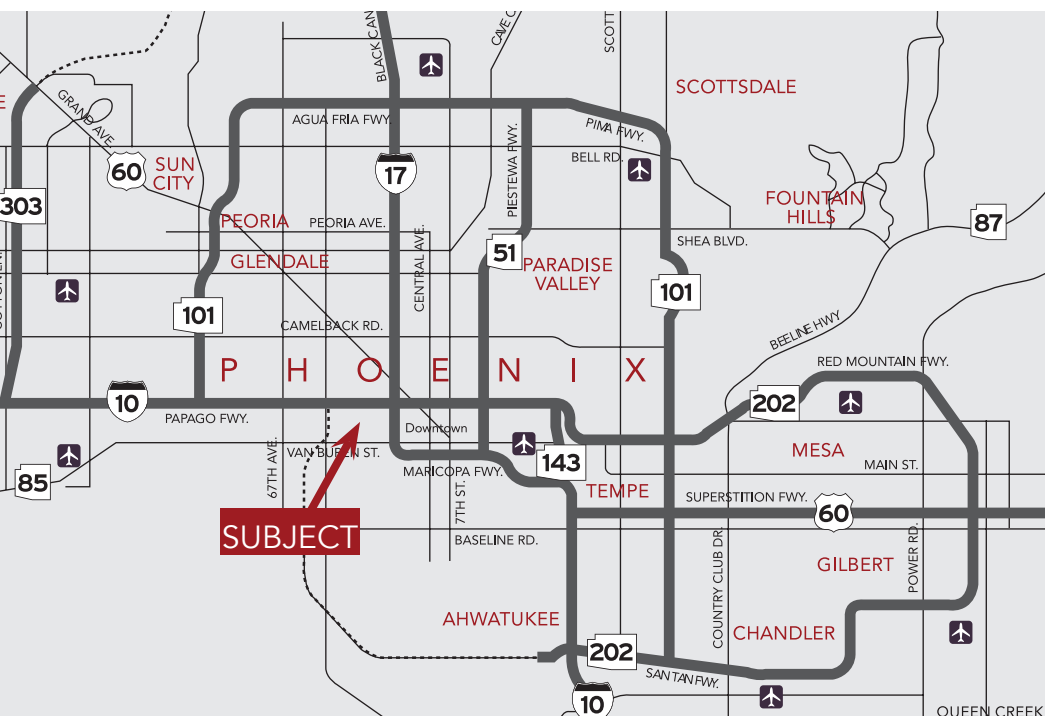 BLACK CAN
CAVE C
SCOTT
SCOTTSDALE
E
GRAND AVE.
AGUA FRIA FWY.
PIMA FWY.
BELL RD.
PIESTEWA FWY.
60
SUN
CITY
17
303
PEORIA
PEORIA AVE.
FOUNTAIN
HILLS
87
SHEA BLVD.
51
GLENDALE
CENTRAL AVE.
PARADISE
VALLEY
101
101
CAMELBACK RD.
BEELINE HWY
P H O E N I X
RED MOUNTAIN FWY.
10
PAPAGO FWY.
202
Downtown
VAN BUREN ST.
67TH AVE.
MARICOPA FWY.
143
MESA
MAIN ST.
85
7TH ST.
TEMPE
SUPERSTITION FWY.
60
SUBJECT
BASELINE RD.
COUNTRY CLUB DR.
POWER RD.
GILBERT
AHWATUKEE
CHANDLER
202
SAN TAN FWY.
10
QUEEN CREEK